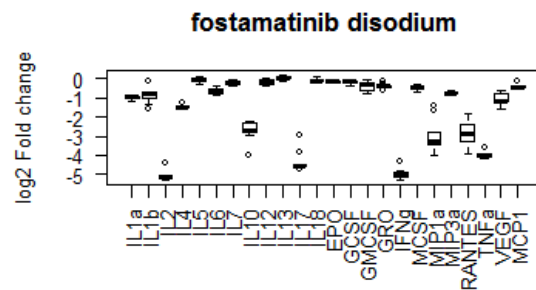 fostamatinib disodium
log2 Fold change
0
-1
-2
-3
-4
-5
IL1a
IL1b
IL2
IL4
IL5
IL6
IL7
IL10
IL12
IL13
IL17
IL18
EPO
GCSF
GMCSF
GRO
IFNg
MCSF
MIP1a
MIP3a
RANTES
TNFa
VEGF
MCP1